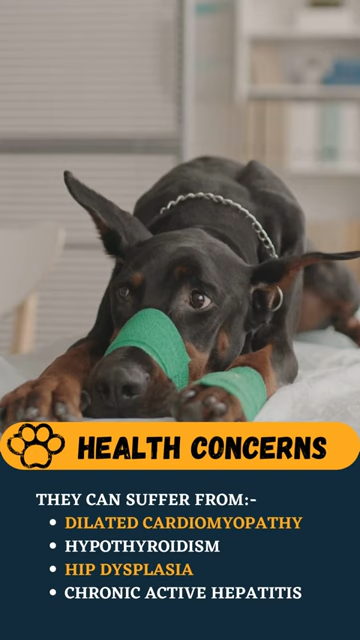 HEALTH CONCERNS
THEY CAN SUFFER FROM:-
• DILATED CARDIOMYOPATHY
• HYPOTHYROIDISM
• HIP DYSPLASIA
• CHRONIC ACTIVE HEPATITIS